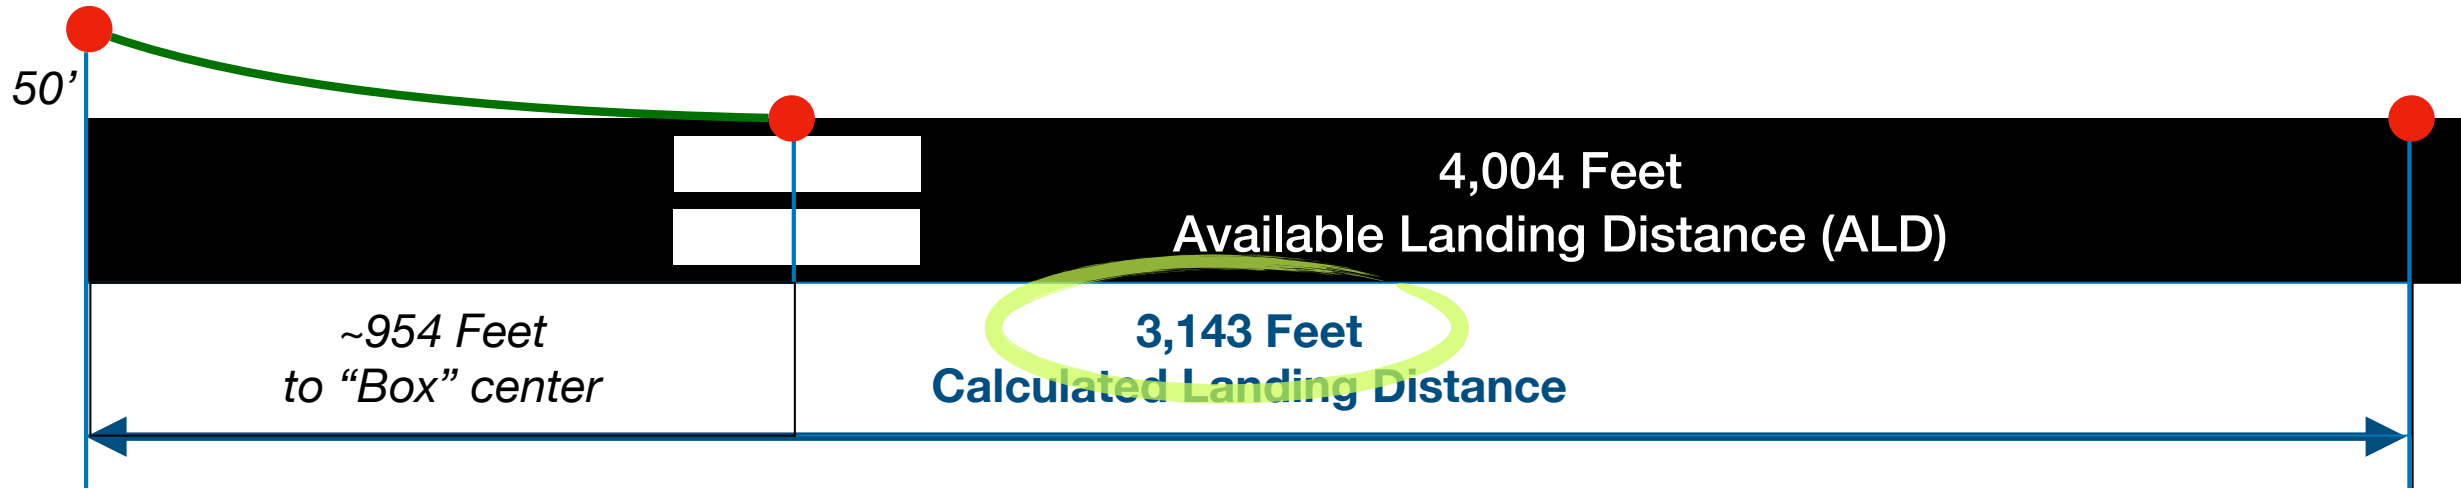 50’
4,004 Feet
Available Landing Distance (ALD)
~954 Feet
to “Box” center
3,143 Feet
Calculated Landing Distance